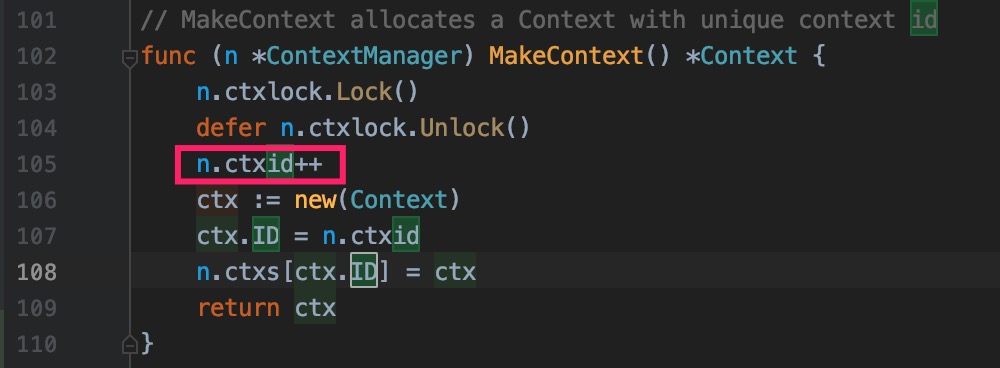 101 // MakeContext allocates a Context with unique context id
102 func (n *ContextManager) MakeContext() *Context {
103 n.ctxlock.Lock()
104 defer n.ctxlock.Unlock()
105 n.ctxid++
106 ctx := new(Context)
107 ctx.ID = n.ctxid
108 n.ctxs[ctx.ID] = ctx
109 return ctx
110 }